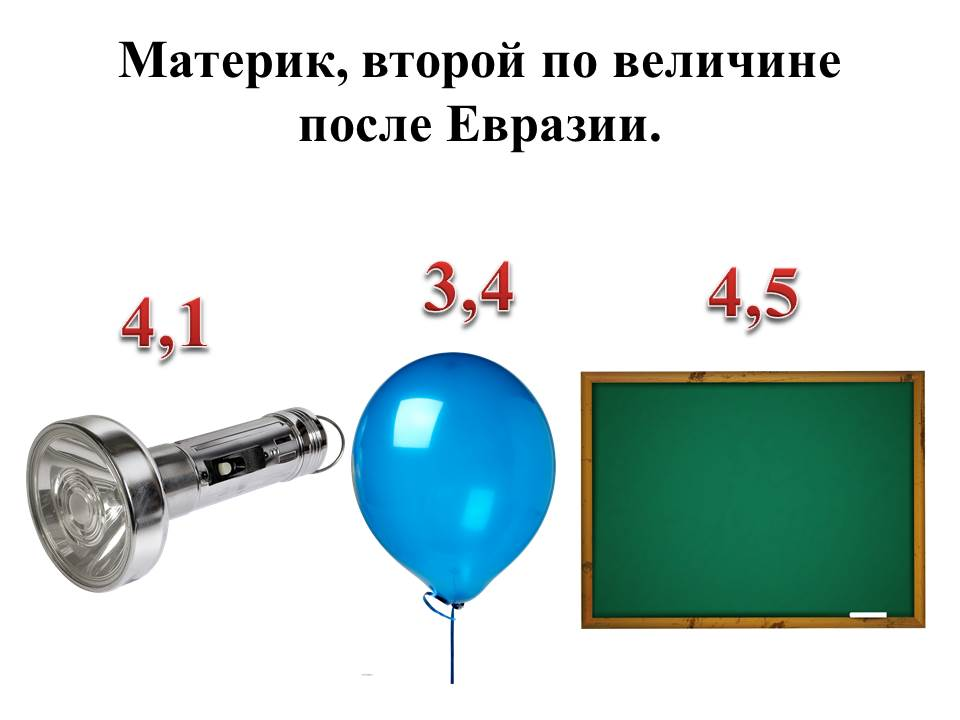 Материк, второй по величине
после Евразии.
4,1
3,4
4,5